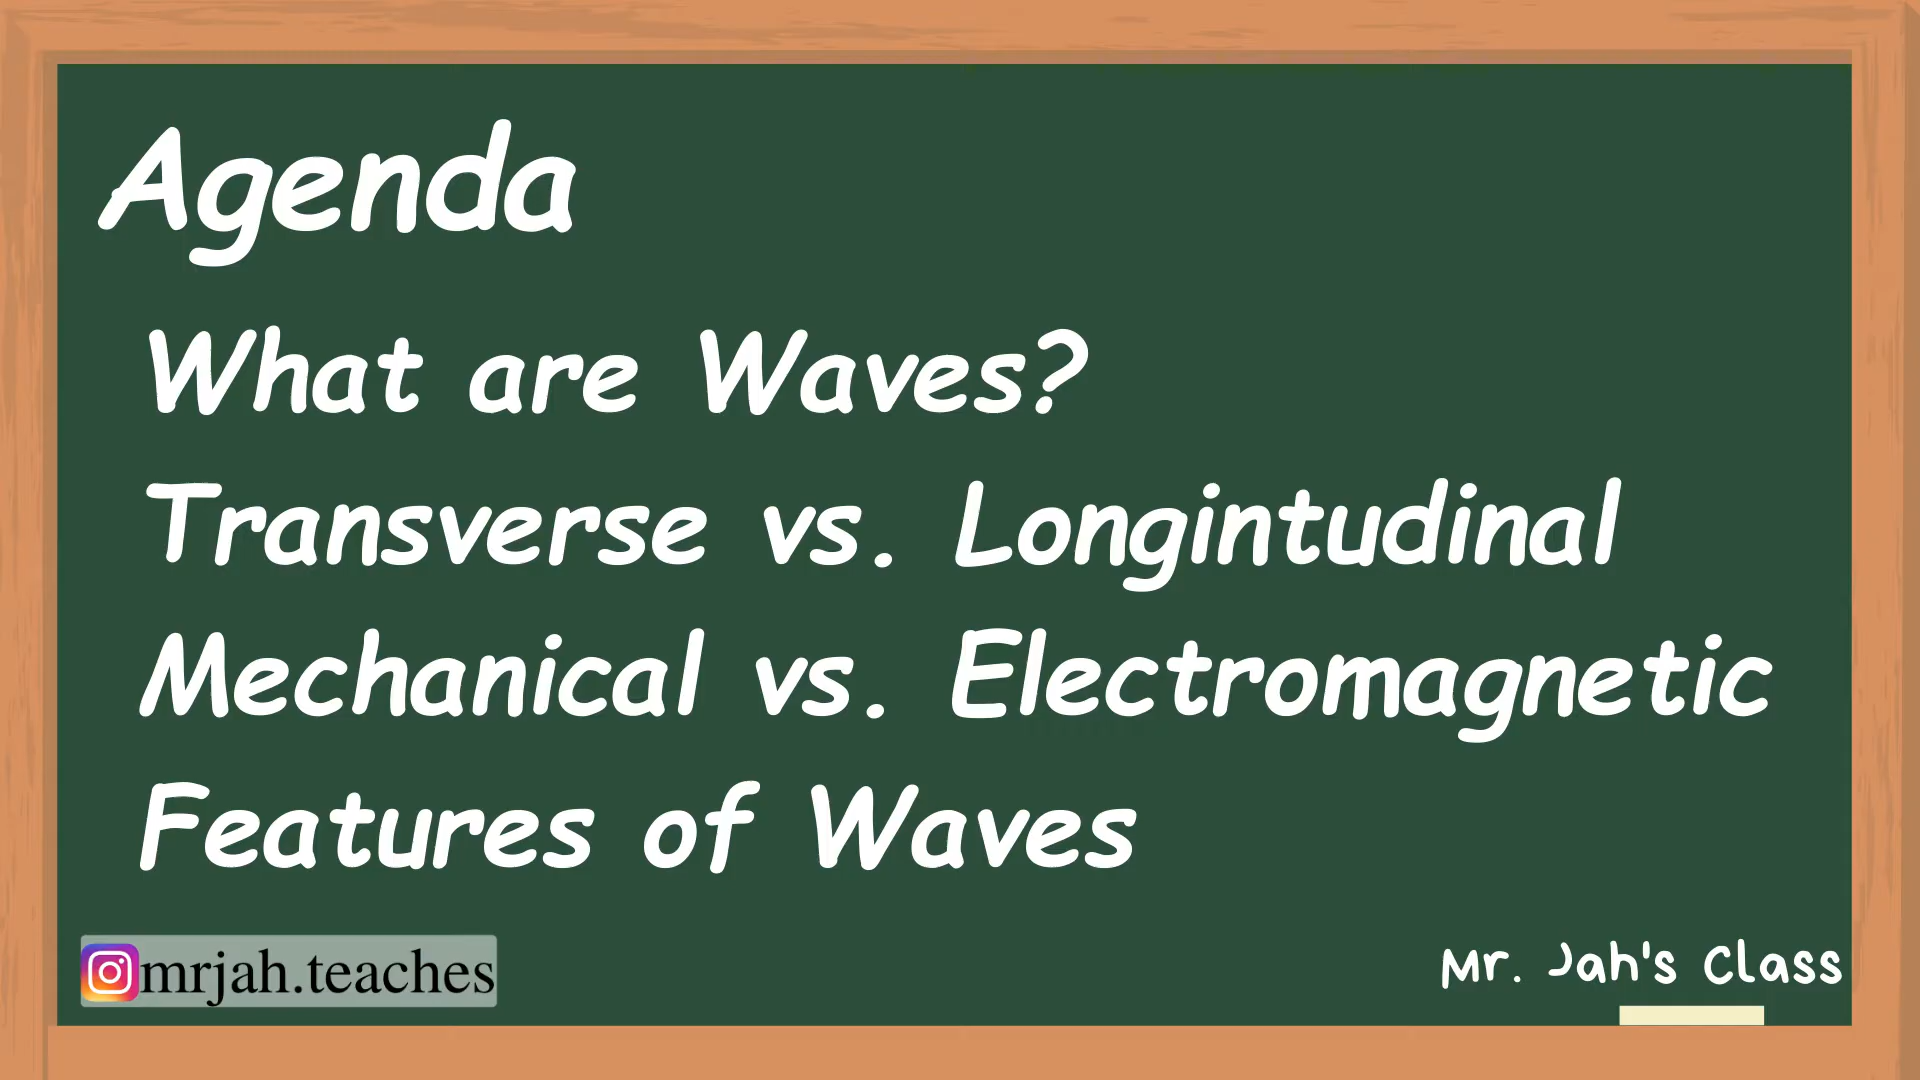 Agenda
What are Waves?
Transverse vs. Longintudinal
Mechanical vs. Electromagnetic
Features of Waves
mrjah.teaches
Mr. Jah's Class